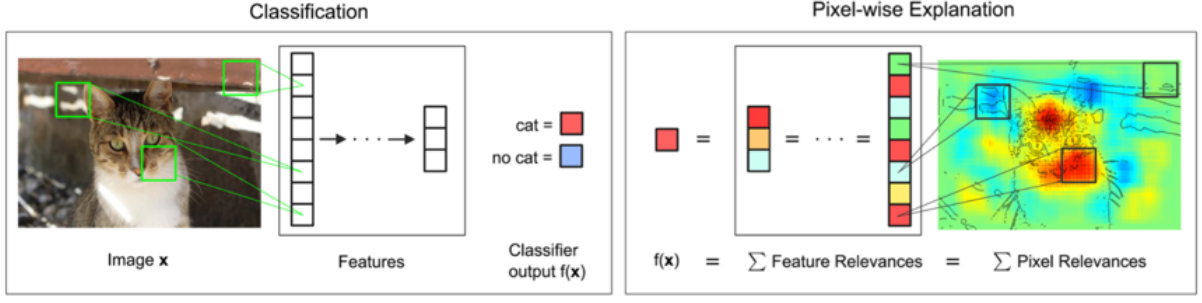 Classification
Pixel-wise Explanation
cat =
no cat =
= = · · · =
· · ·
Image x
Features
Classifier
output f(x)
f(x) = ∑ Feature Relevances = ∑ Pixel Relevances